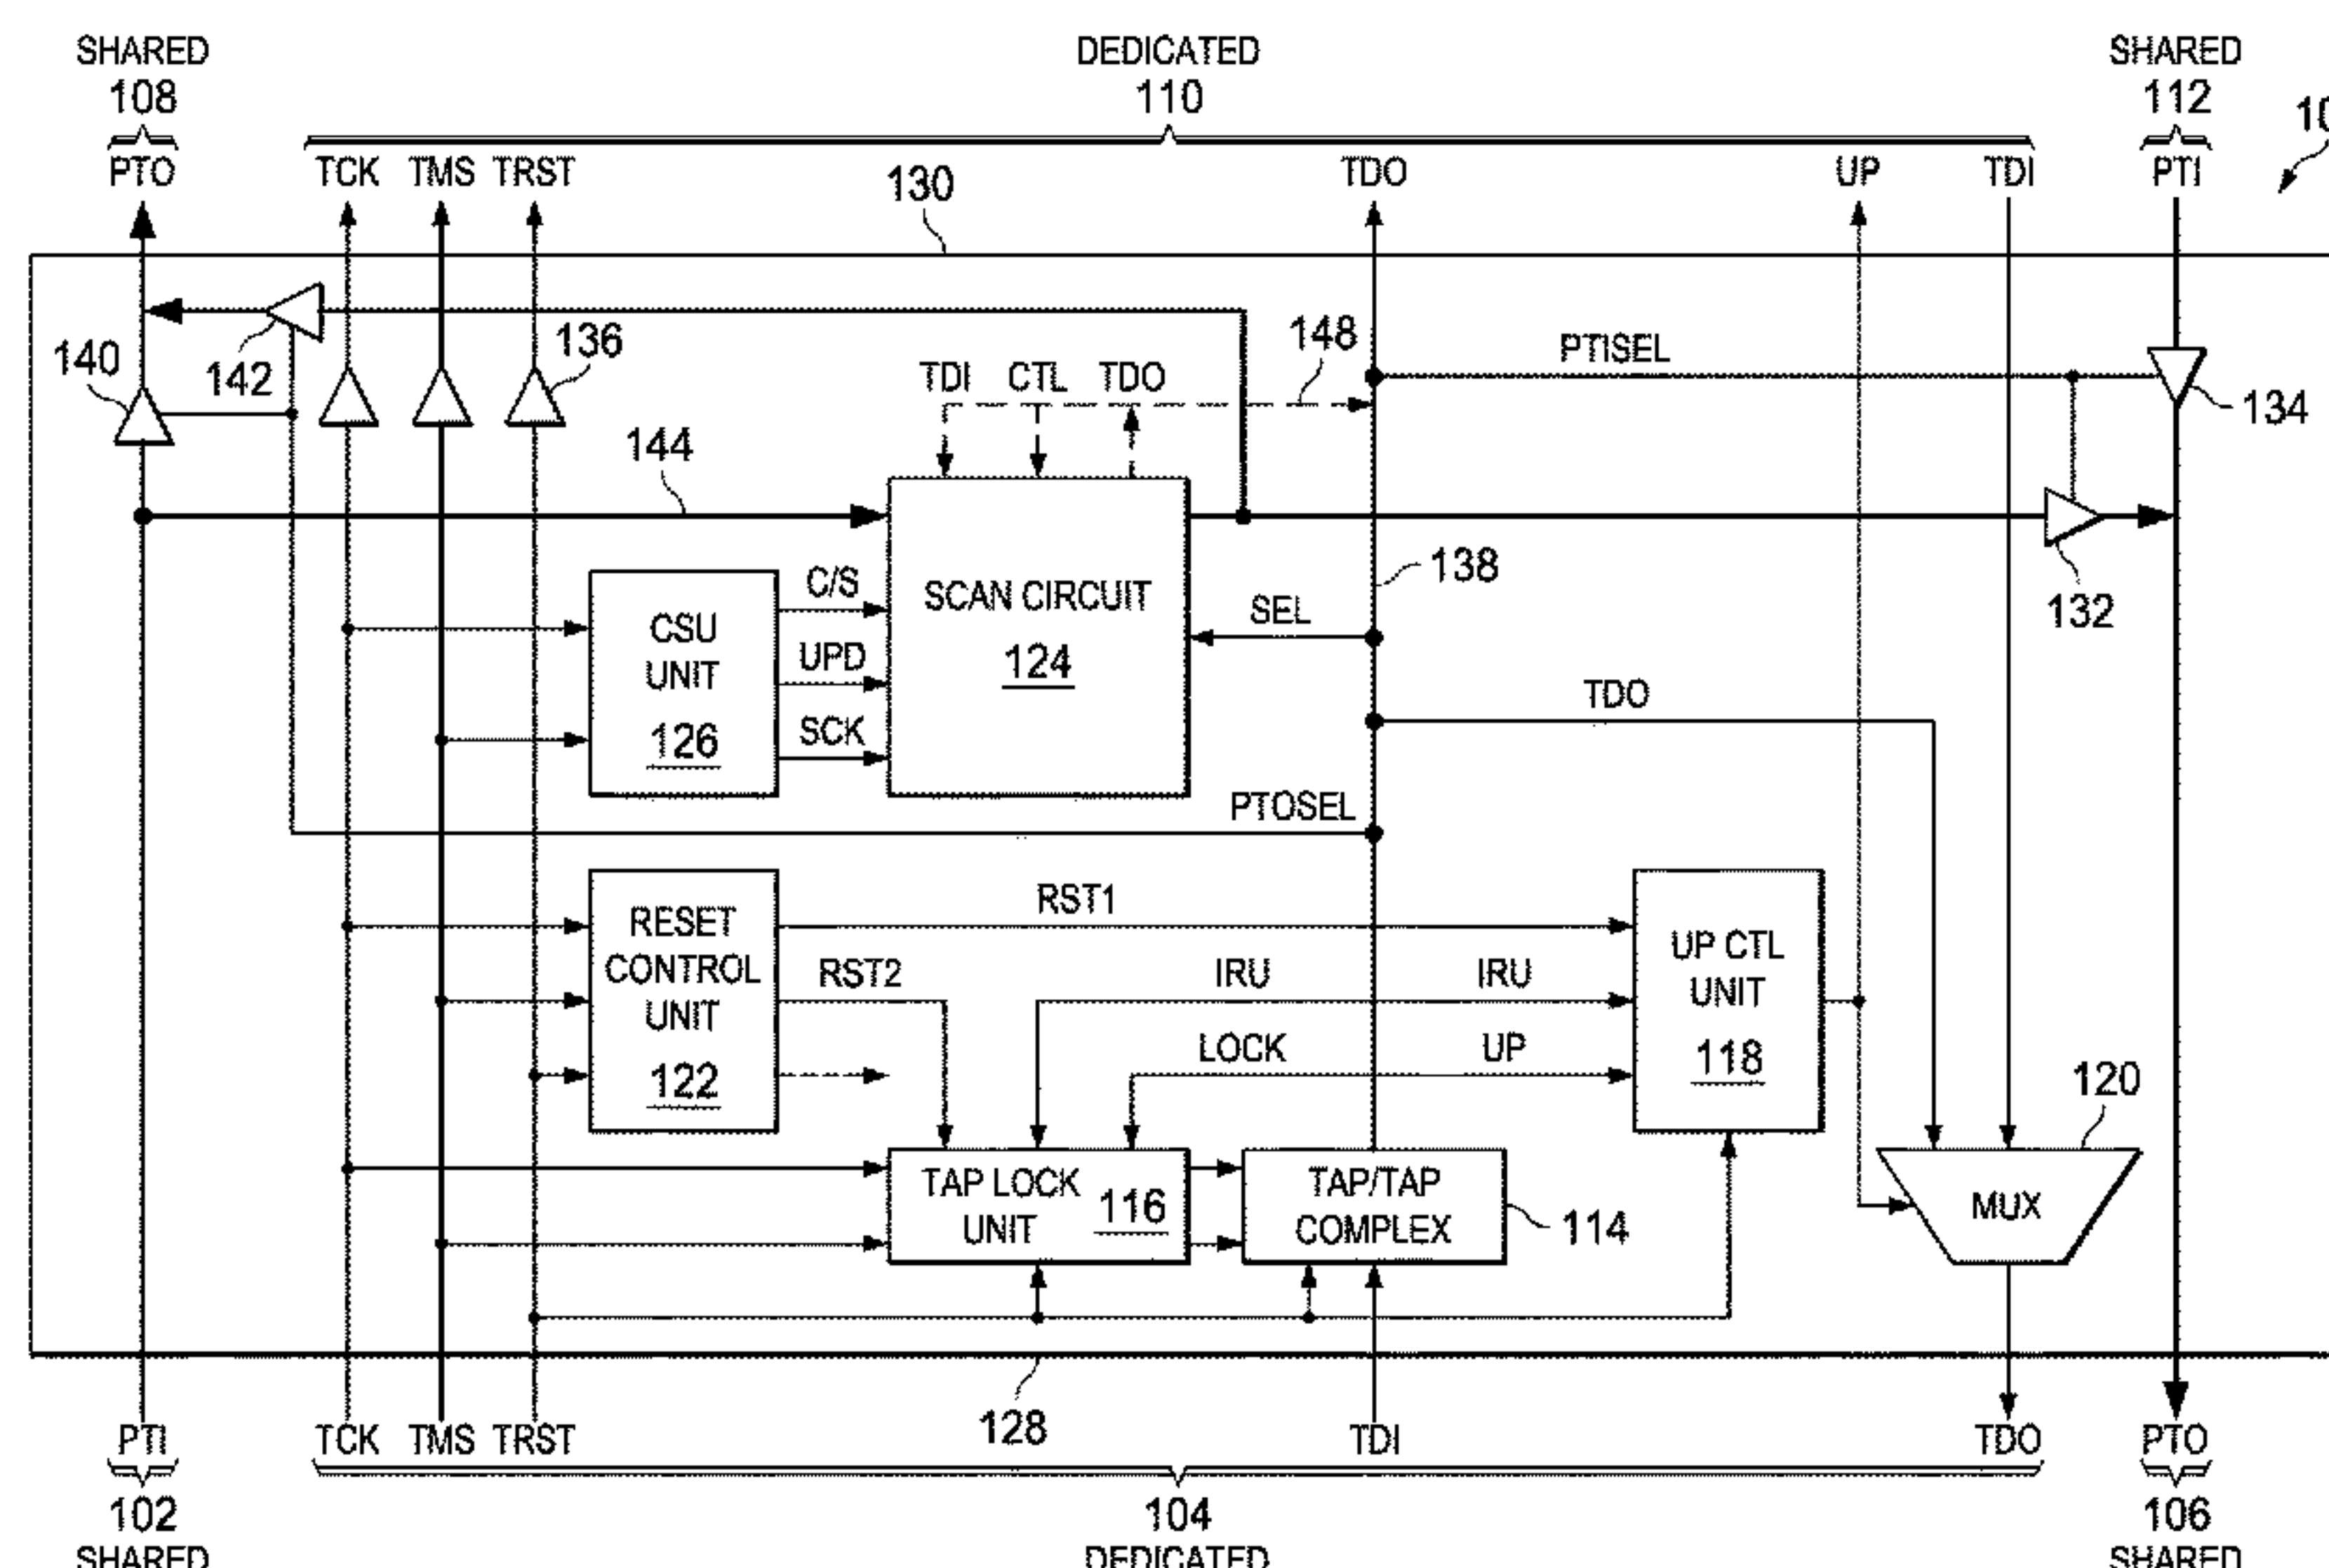 SHARED DEDICATED SHARED
108 110 112 10
PTO TCK TMS TRST 130 TDO UP TDI PTI
140 142 136 TDI CTL TDO 148 PTISEL 134
144
138
C/S SCAN CIRCUIT SEL 132
CSU UNIT UPD 124 TDO
126 SCK
PTOSEL
RESET CONTROL UNIT RST1 UP CTL UNIT
RST2 IRU IRU
122 LOCK UP 118 120
TAP LOCK UNIT 116 TAP/TAP COMPLEX 114 MUX
128
PTI TCK TMS TRST TDI TDO PTO
102 104 106
SHARED DEDICATED SHARED